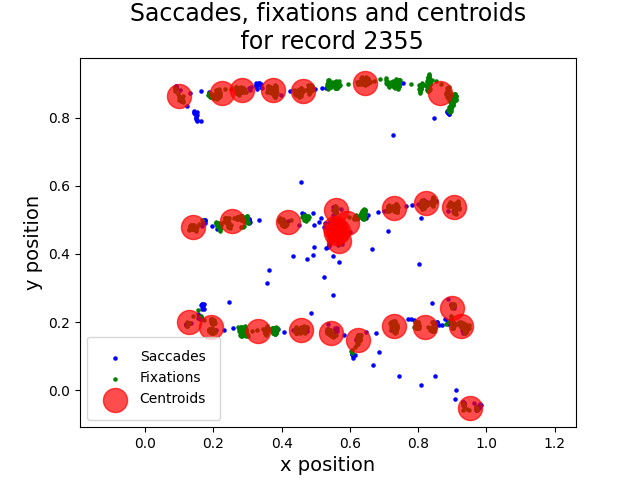 Saccades, fixations and centroids
for record 2355
y position
0.8
0.6
0.4
0.2
0.0
Saccades
Fixations
Centroids
0.0 0.2 0.4 0.6 0.8 1.0 1.2
x position